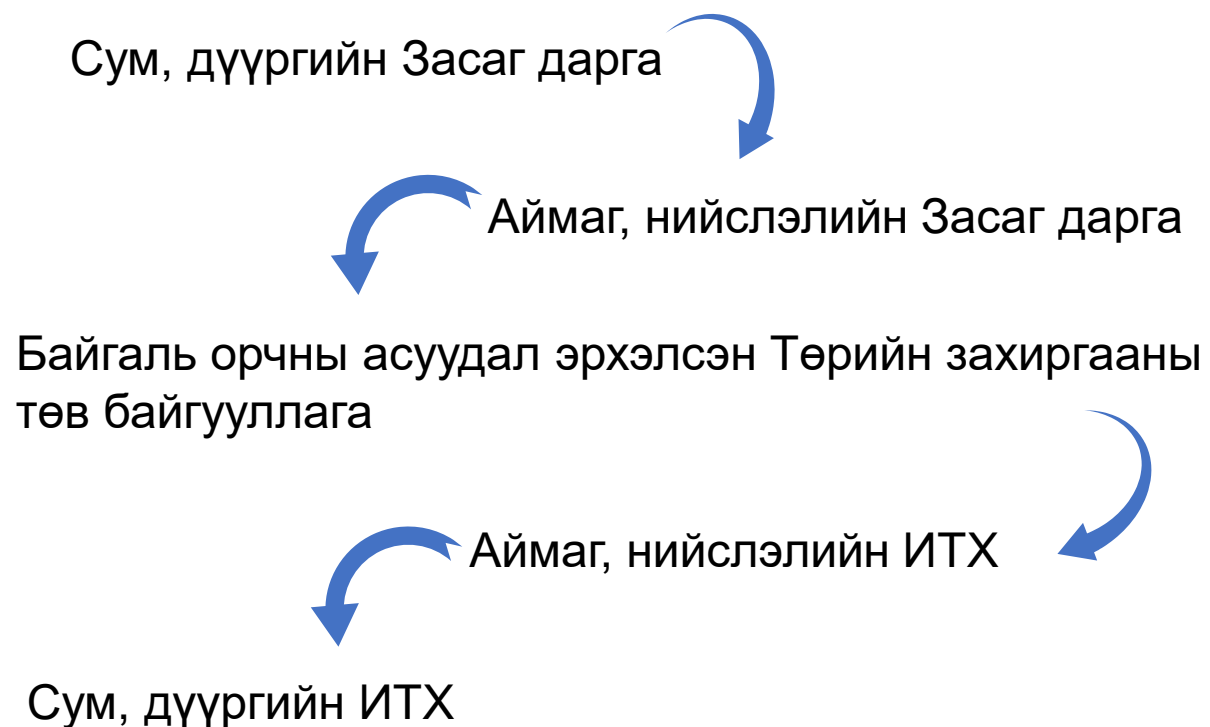 Сум, дүүргийн Засаг дарга
Аймаг, нийслэлийн Засаг дарга
Байгаль орчны асуудал эрхэлсэн Төрийн захиргааны
төв байгууллага
Аймаг, нийслэлийн ИТХ
Сум, дүүргийн ИТХ